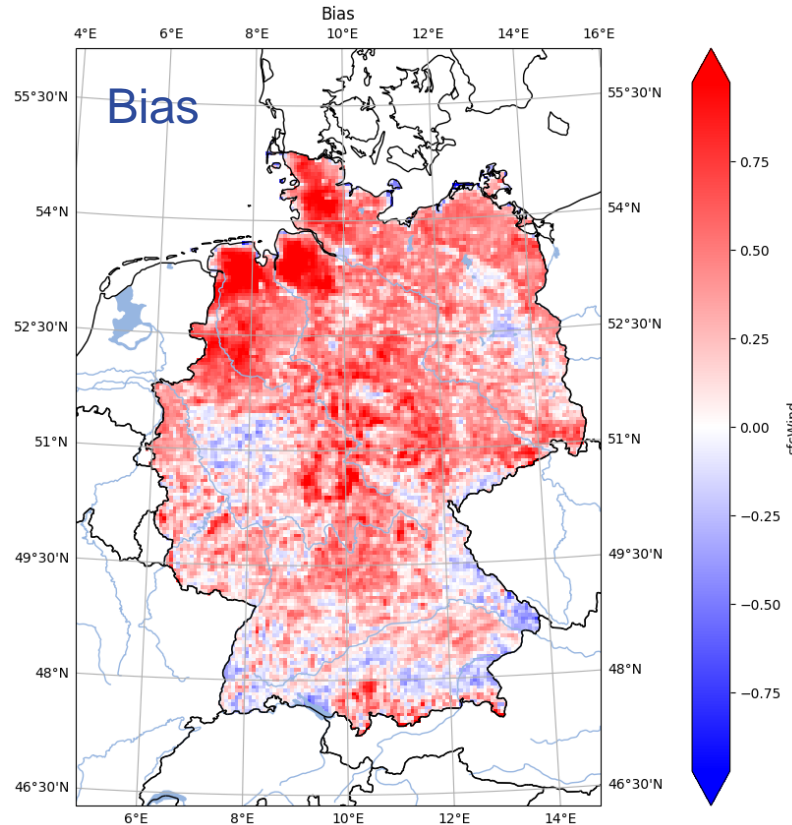 Bias
4°E 6°E 8°E 10°E 12°E 14°E 16°E
Bias
55°30'N 55°30'N
54°N 54°N
52°30'N 52°30'N
51°N 51°N
49°30'N 49°30'N
48°N 48°N
46°30'N 46°30'N
6°E 8°E 10°E 12°E 14°E
0.75
0.50
0.25
0.00
−0.25
−0.50
−0.75
sfcWind